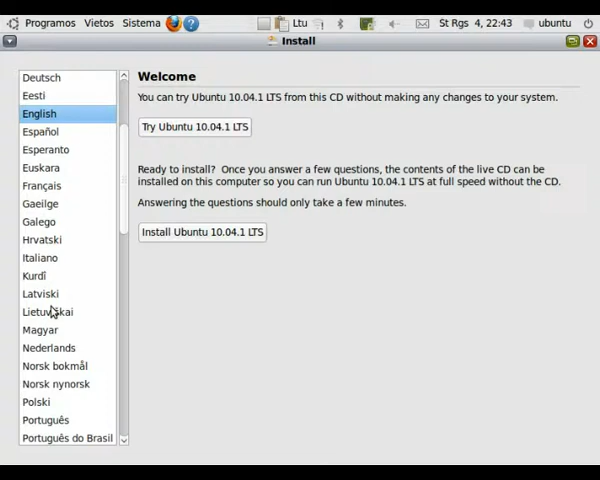 Programos Vietos Sistema Ltu St Rgs 4, 22:43 ubuntu
Install
Deutsch
Eesti
English
Español
Esperanto
Euskara
Français
Gaeilge
Galego
Hrvatski
Italiano
Kurdî
Latviski
Lietuviškai
Magyar
Nederlands
Norsk bokmål
Norsk nynorsk
Polski
Português
Português do Brasil
Welcome
You can try Ubuntu 10.04.1 LTS from this CD without making any changes to your system.
Try Ubuntu 10.04.1 LTS
Ready to install? Once you answer a few questions, the contents of the live CD can be
installed on this computer so you can run Ubuntu 10.04.1 LTS at full speed without the CD.
Answering the questions should only take a few minutes.
Install Ubuntu 10.04.1 LTS